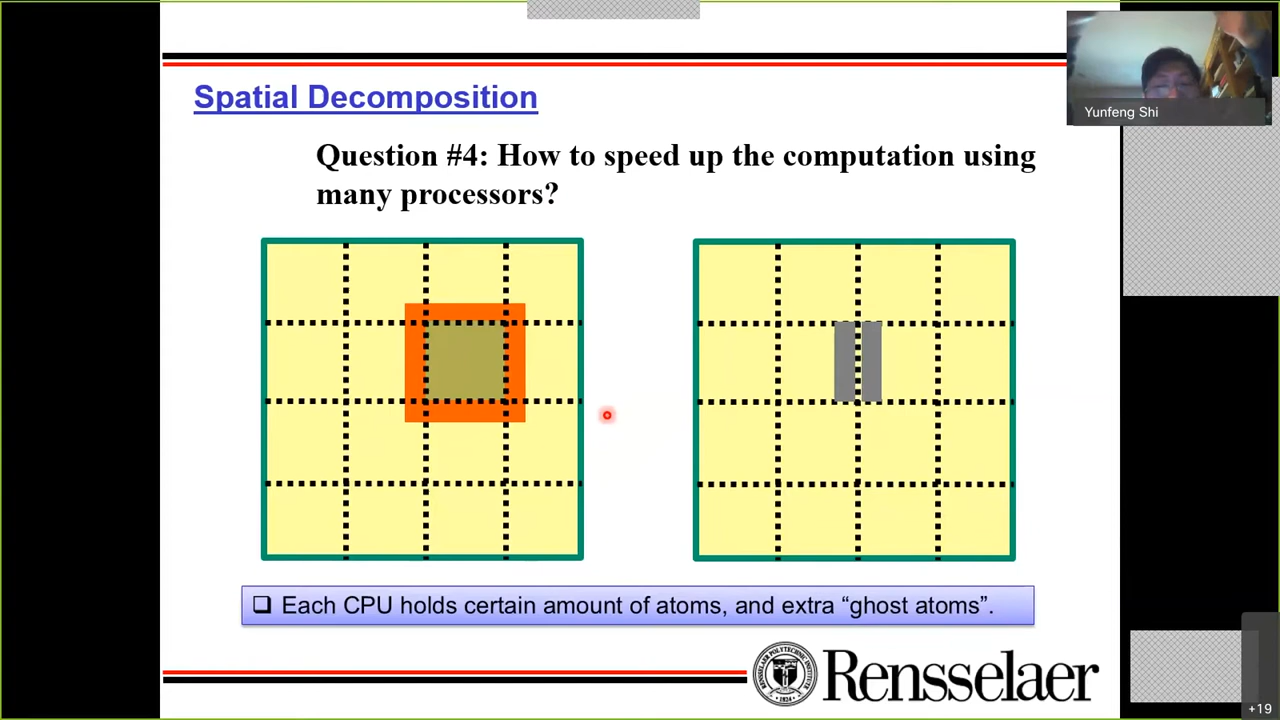 Yunfeng Shi
Spatial Decomposition
Question #4: How to speed up the computation using
many processors?
❑ Each CPU holds certain amount of atoms, and extra “ghost atoms”.
Rensselaer
+19